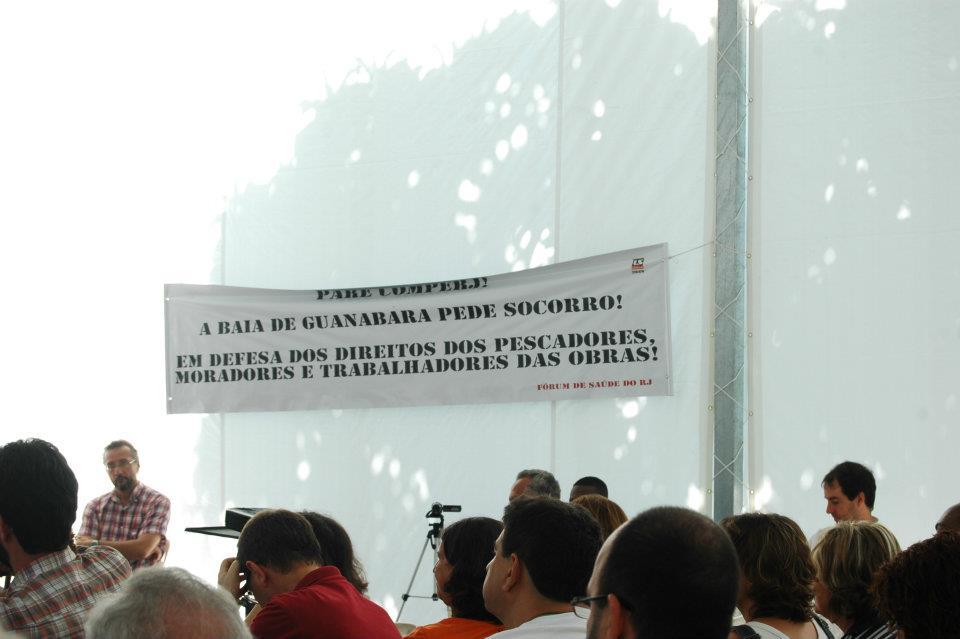 PARE COMPERJ!
A BAIA DE GUANABARA PEDE SOCORRO!
EM DEFESA DOS DIREITOS DOS PESCADORES,
MORADORES E TRABALHADORES DAS OBRAS!
FÓRUM DE SAÚDE DO RJ